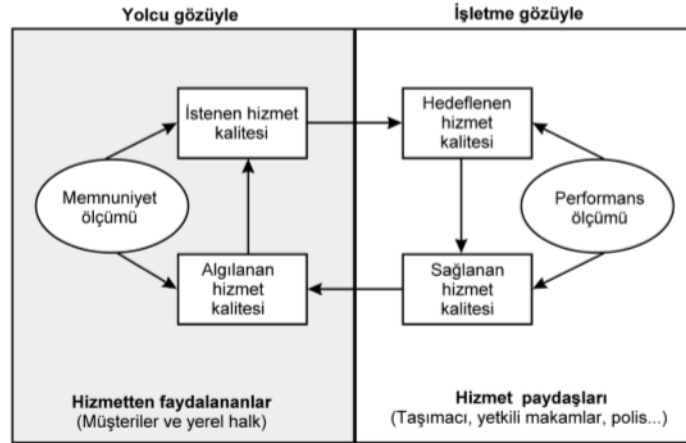 Yolcu gözüyle
İşletme gözüyle
İstenen hizmet
kalitesi
Hedeflenen
hizmet
kalitesi
Memnuniyet
ölçümü
Performans
ölçümü
Algılanan
hizmet
kalitesi
Sağlanan
hizmet
kalitesi
Hizmetten faydalananlar
(Müşteriler ve yerel halk)
Hizmet paydaşları
(Taşımacı, yetkili makamlar, polis...)